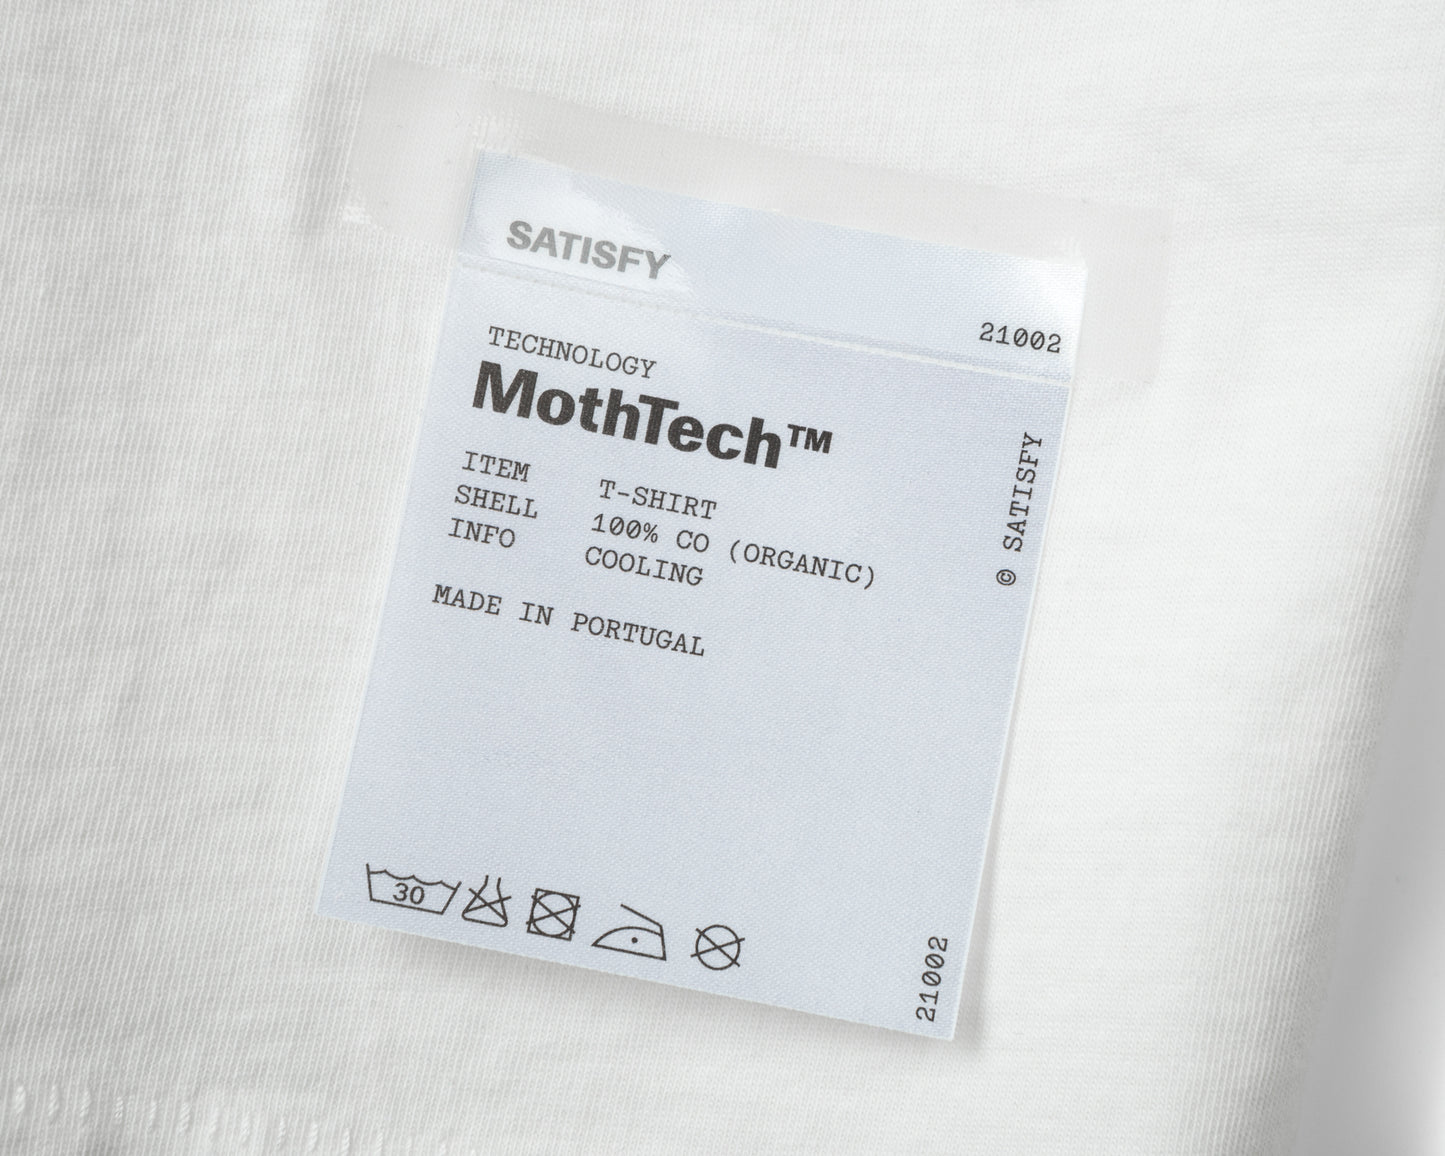 SATISFY
21002
TECHNOLOGY
MothTech™
ITEM T-SHIRT
SHELL 100% CO (ORGANIC)
INFO COOLING
MADE IN PORTUGAL
© SATISFY
30
21002